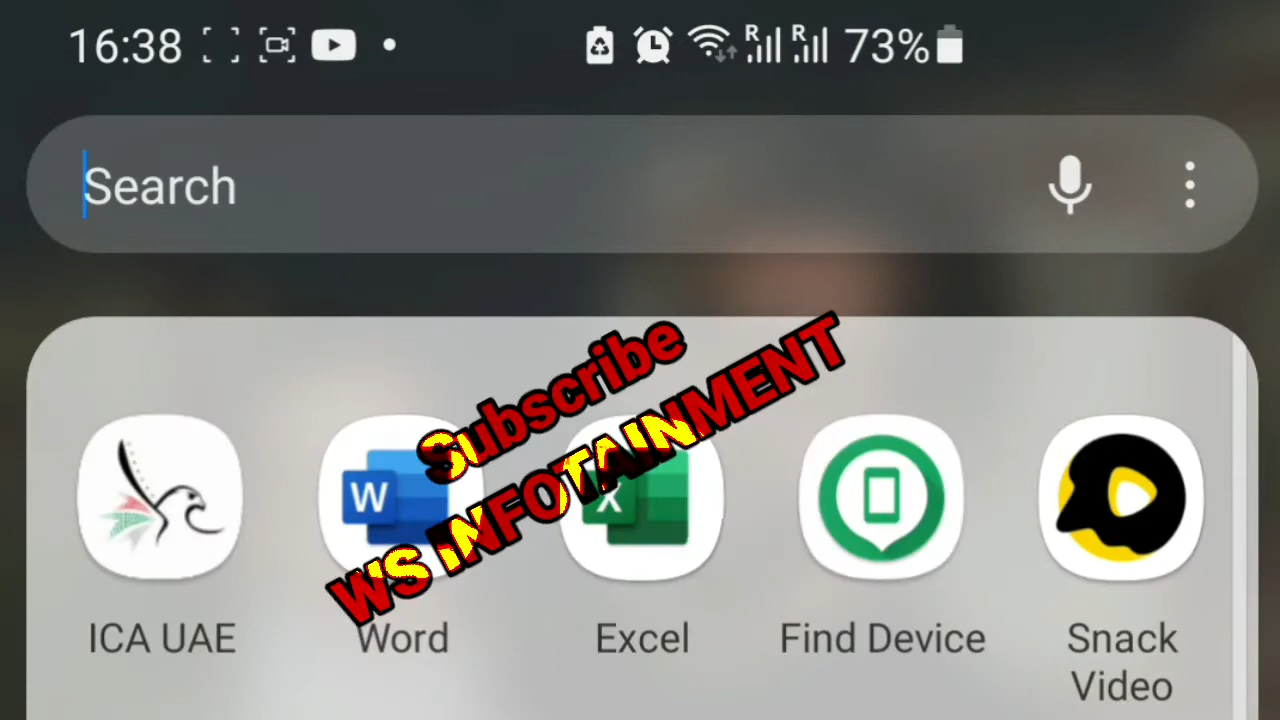 16:38 R R 73%
Search
Subscribe
WS INFOTAINMENT
W X
ICA UAE Word Excel Find Device Snack
Video